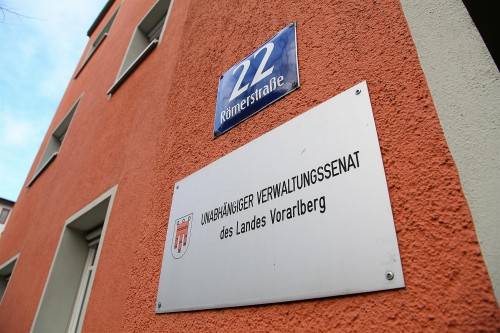 22
Römerstraße
UNABHÄNGIGER VERWALTUNGSSENAT
des Landes Vorarlberg